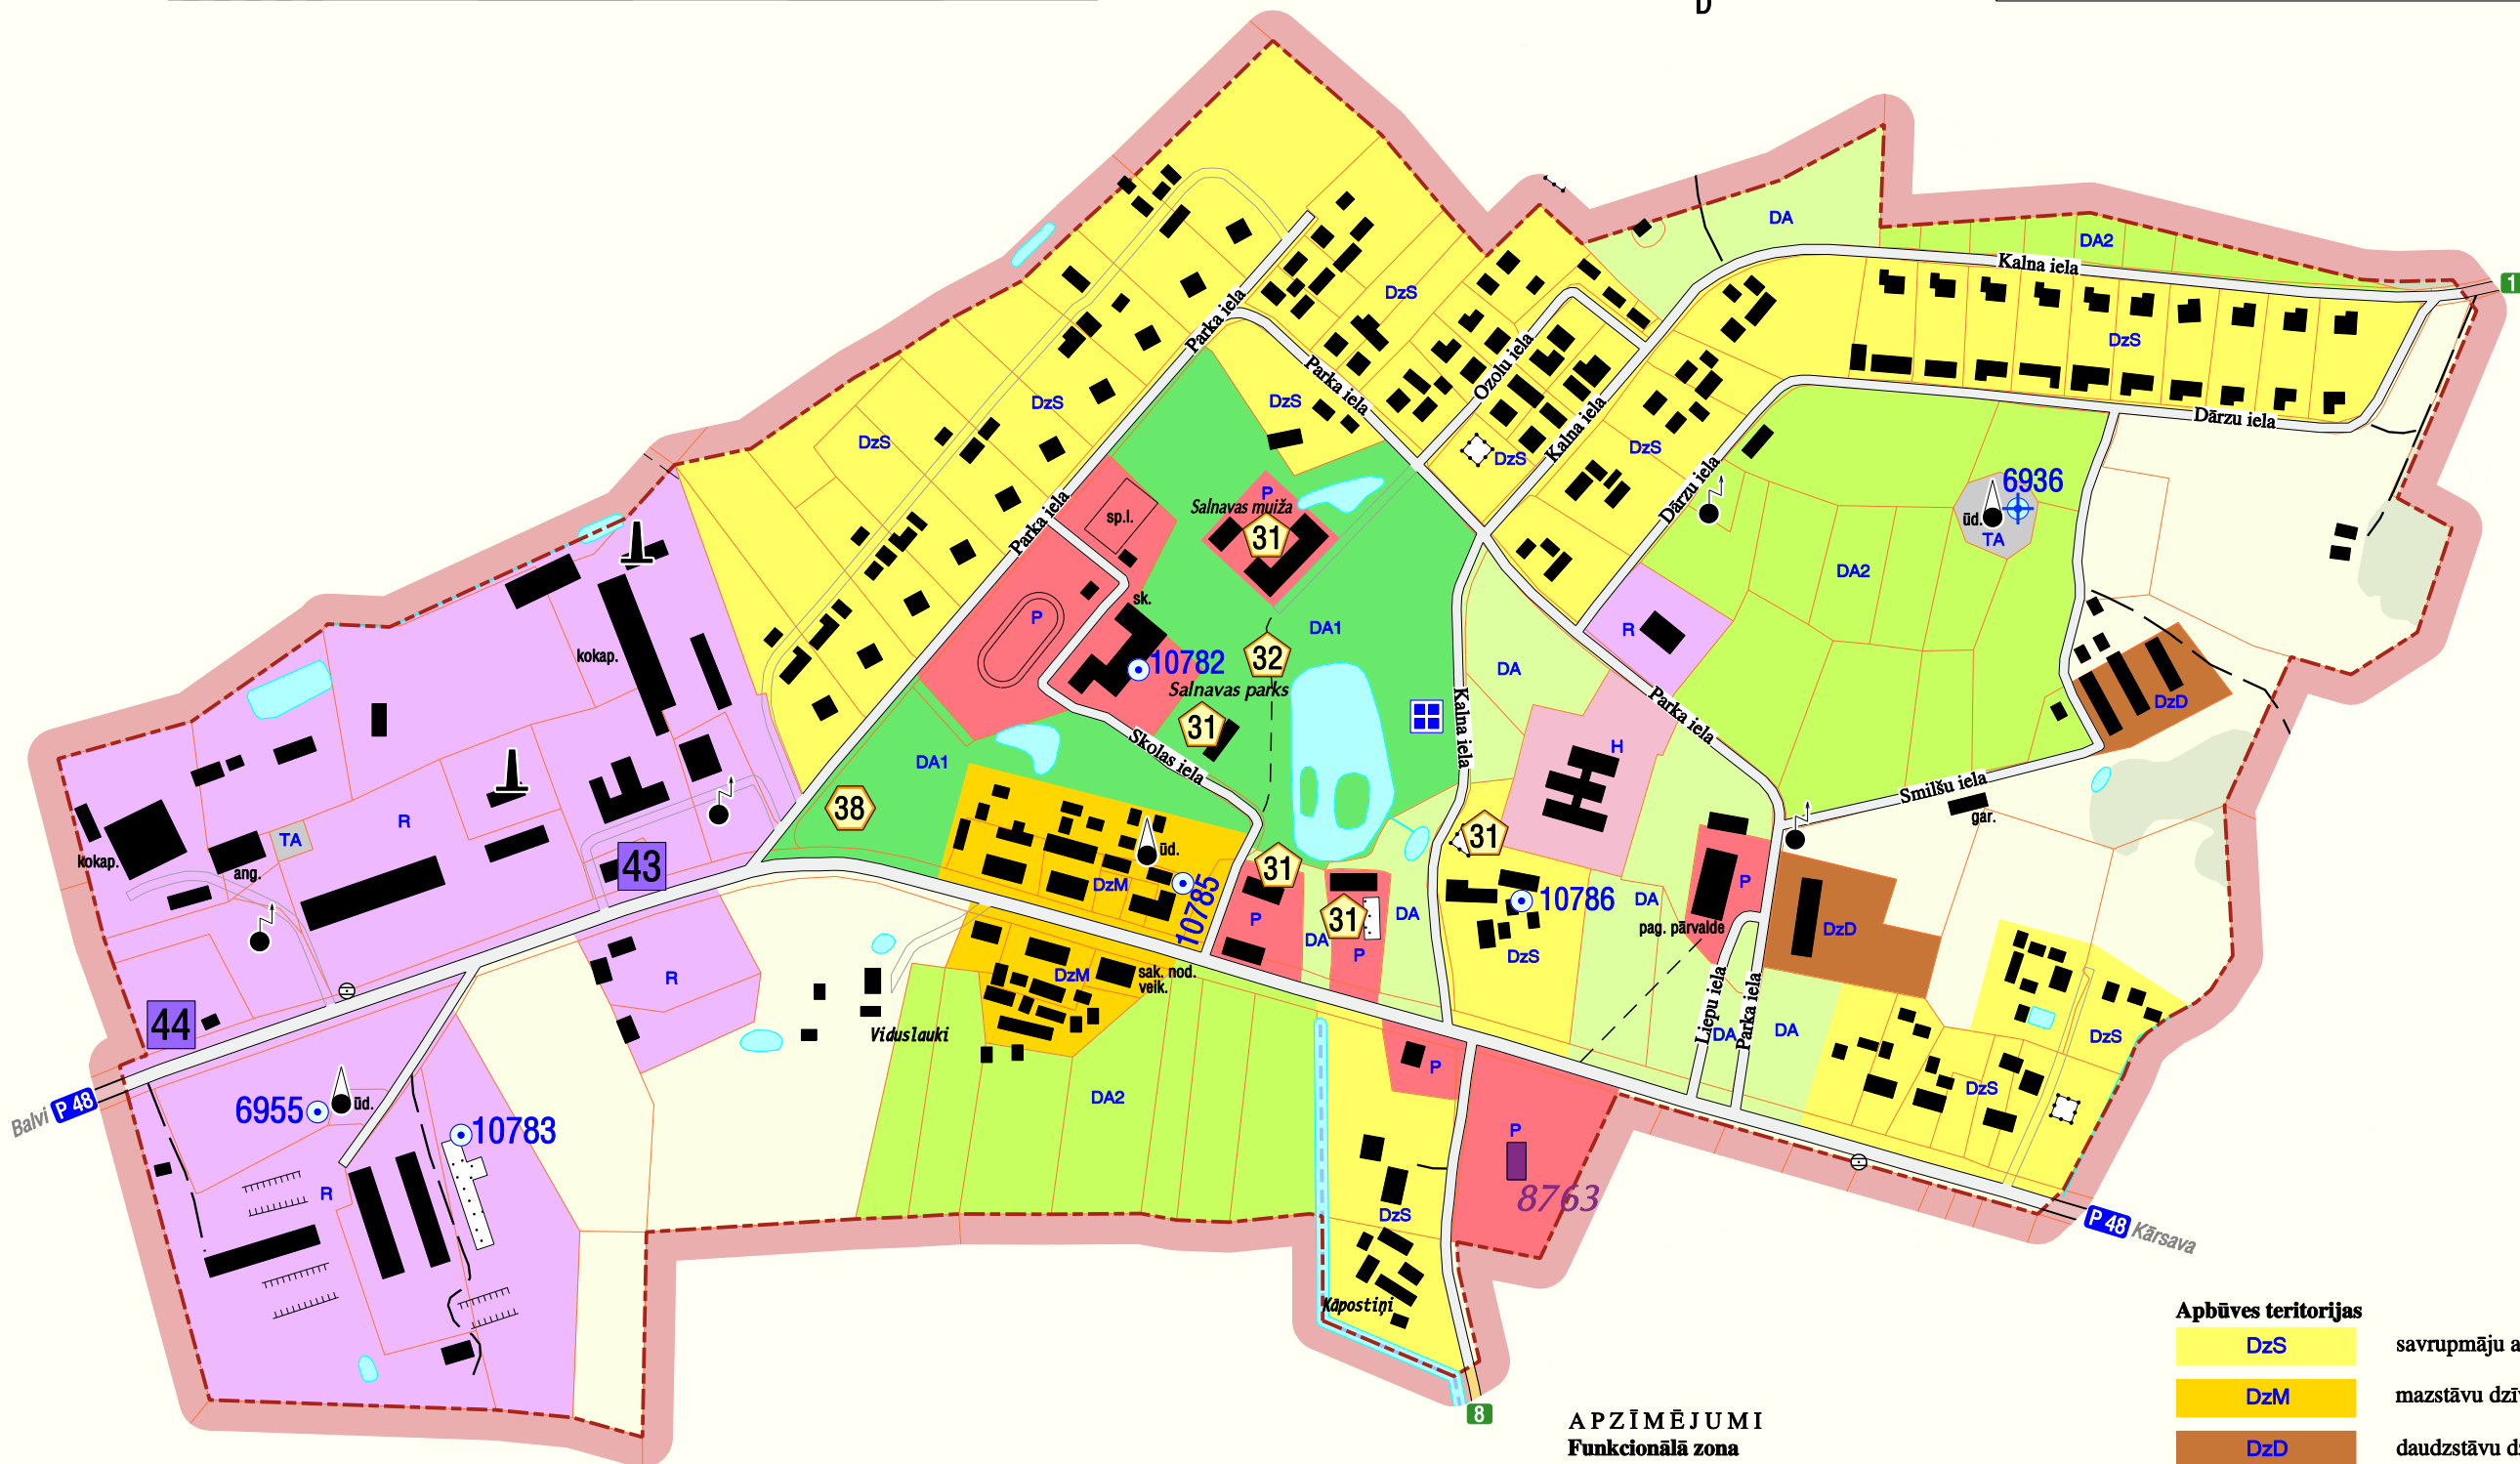 D
DA
DA2
Kalna iela
1
DzS
Parka iela
DzS
Parka iela
Ozolu iela
DzS
DzS
DzS
DzS
DzS
Kalna iela
DzS
Dārzu iela
Dārzu iela
P
Salnavas muiža
31
sp.l.
Parka iela
6936
ūd.
TA
DA2
kokap.
P
sk.
10782
DA1
32
Salnavas parks
31
R
DA
Kalna iela
Parka iela
H
DzD
DA1
Skolas iela
38
Smilšu iela
gar.
R
TA
kokap.
ang.
43
ūd.
DzM
10785
31
31
31
P
DA
P
DA
10786
DzS
DA
P
pag. pārvalde
DzD
R
DzM
sak. nod.
veik.
Viduslauki
44
Liepu iela
DA
Parka iela
DA
DzS
DzS
P
DA2
Balvi
P 48
6955
ūd.
10783
R
P
8763
DzS
P 48
Kārsava
Kāpostiņi
8
Apbūves teritorijas
DzS
savrupmāju a
DzM
mazstāvu dzī
DzD
daudzstāvu d
APZĪMĒJUMI
Funkcionālā zona